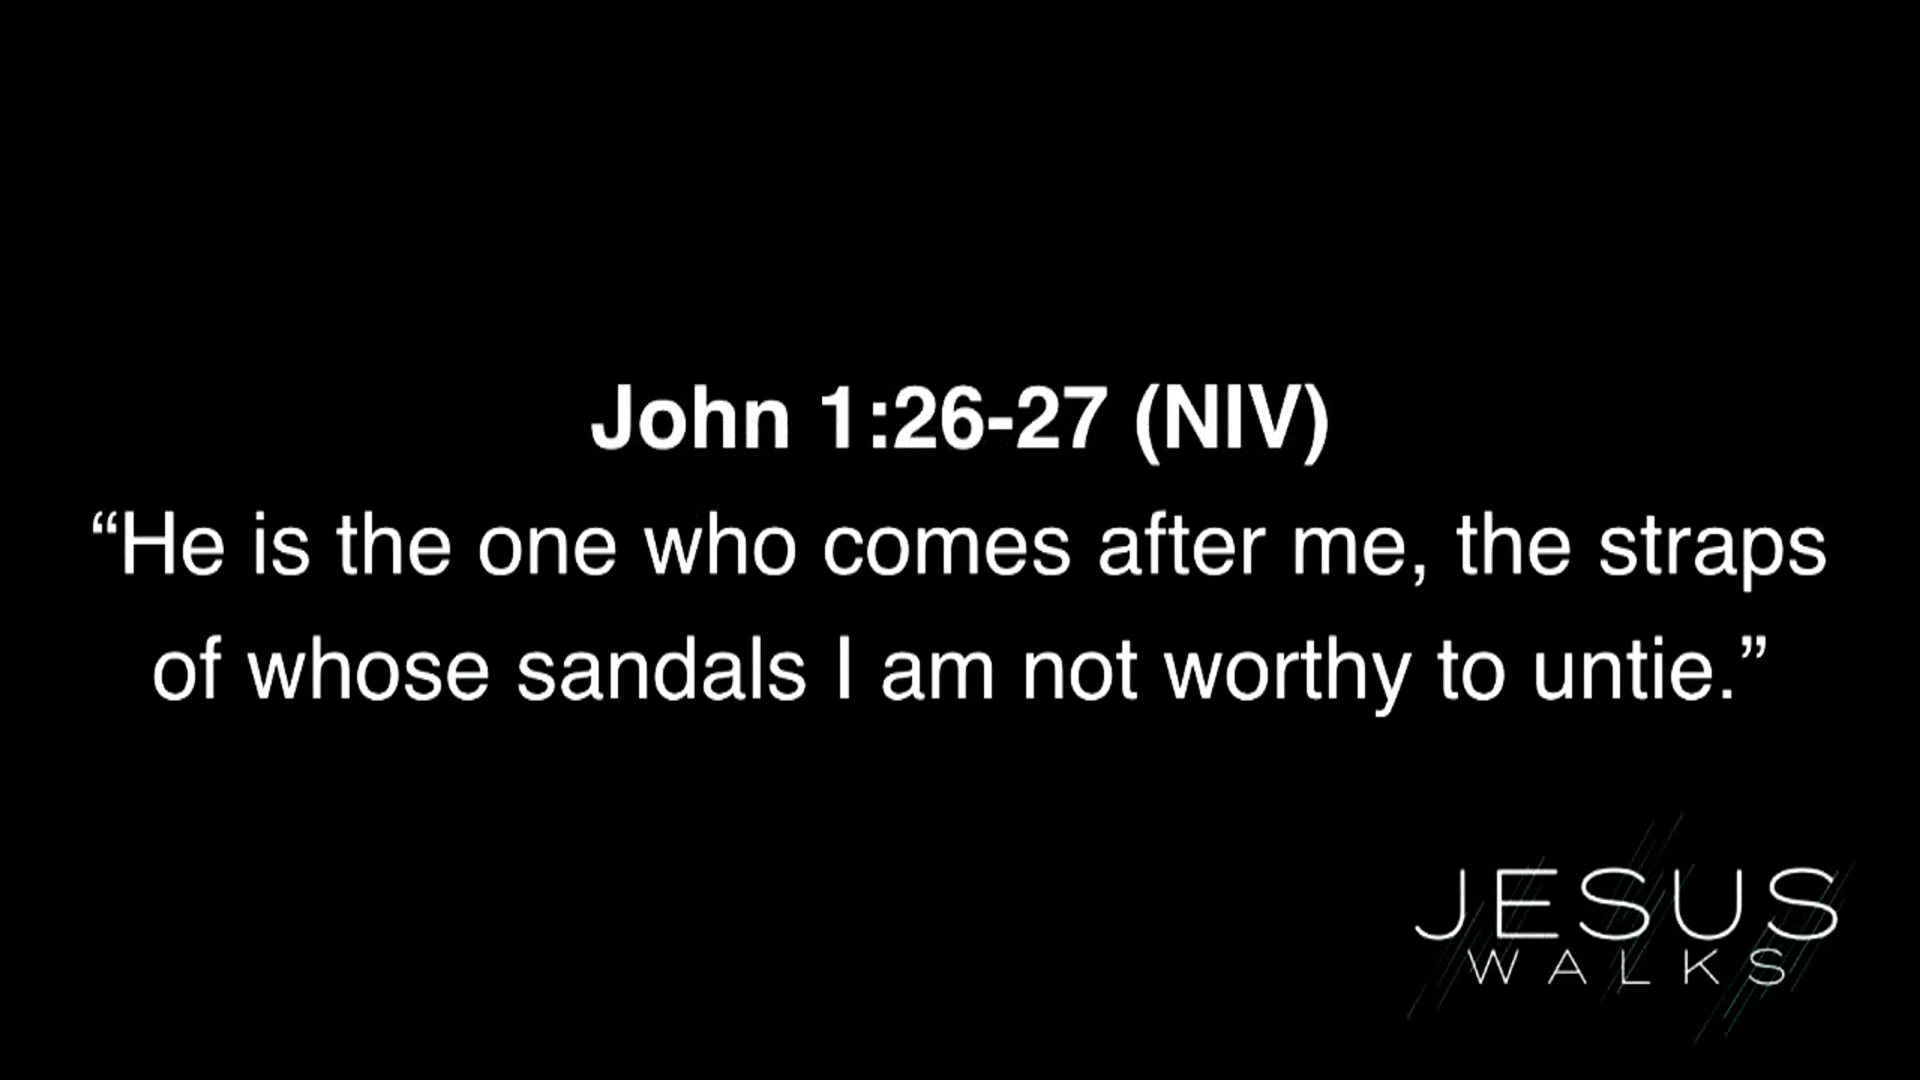 John 1:26-27 (NIV)
“He is the one who comes after me, the straps
of whose sandals I am not worthy to untie.”
JESUS
WALKS